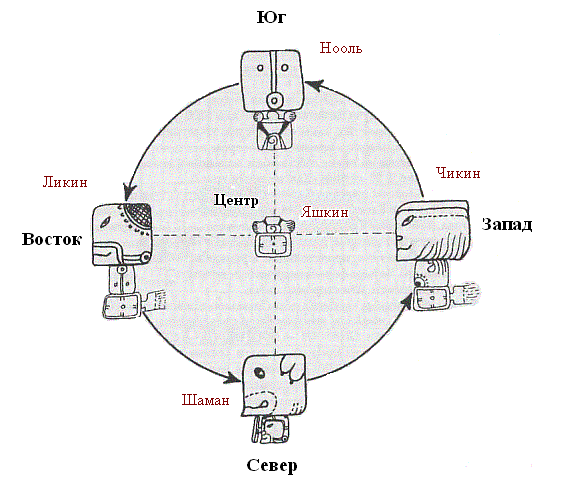 Юг
Нооль
Ликин
Чикин
Центр
Яшкин
Восток
Запад
Шаман
Север